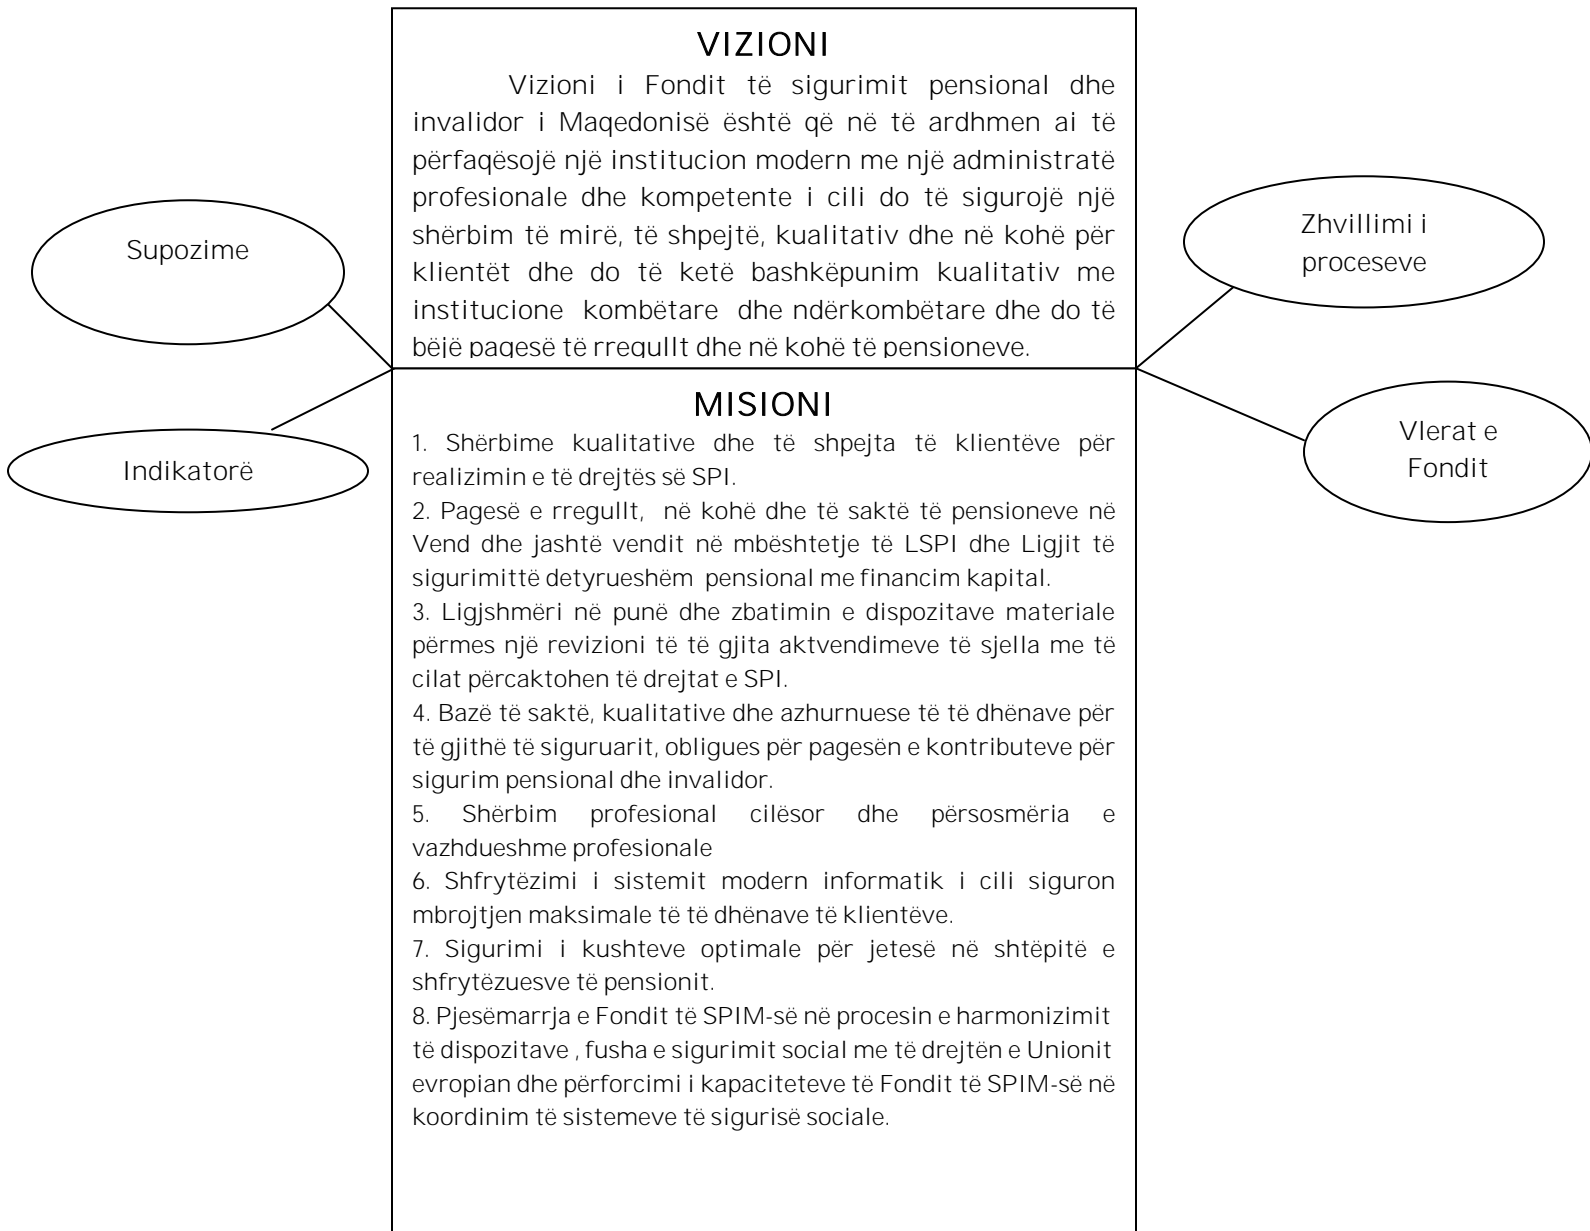 VIZIONI
Vizioni i Fondit të sigurimit pensional dhe
invalidor i Maqedonisë është që në të ardhmen ai të
përfaqësojë një institucion modern me një administratë
profesionale dhe kompetente i cili do të sigurojë një
shërbim të mirë, të shpejtë, kualitativ dhe në kohë për
klientët dhe do të ketë bashkëpunim kualitativ me
institucione kombëtare dhe ndërkombëtare dhe do të
bëjë pagesë të rregullt dhe në kohë të pensioneve.
Supozime
Zhvillimi i
proceseve
Indikatorë
Vlerat e
Fondit
MISIONI
1. Shërbime kualitative dhe të shpejta të klientëve për
realizimin e të drejtës së SPI.
2. Pagesë e rregullt, në kohë dhe të saktë të pensioneve në
Vend dhe jashtë vendit në mbështetje të LSPI dhe Ligjit të
sigurimittë detyrueshëm pensional me financim kapital.
3. Ligjshmëri në punë dhe zbatimin e dispozitave materiale
përmes një revizioni të të gjita aktvendimeve të sjella me të
cilat përcaktohen të drejtat e SPI.
4. Bazë të saktë, kualitative dhe azhurnuese të të dhënave për
të gjithë të siguruarit, obligues për pagesën e kontributeve për
sigurim pensional dhe invalidor.
5. Shërbim profesional cilësor dhe përsosmëria e
vazhdueshme profesionale
6. Shfrytëzimi i sistemit modern informatik i cili siguron
mbrojtjen maksimale të të dhënave të klientëve.
7. Sigurimi i kushteve optimale për jetesë në shtëpitë e
shfrytëzuesve të pensionit.
8. Pjesëmarrja e Fondit të SPIM-së në procesin e harmonizimit
të dispozitave , fusha e sigurimit social me të drejtën e Unionit
evropian dhe përforcimi i kapaciteteve të Fondit të SPIM-së në
koordinim të sistemeve të sigurisë sociale.